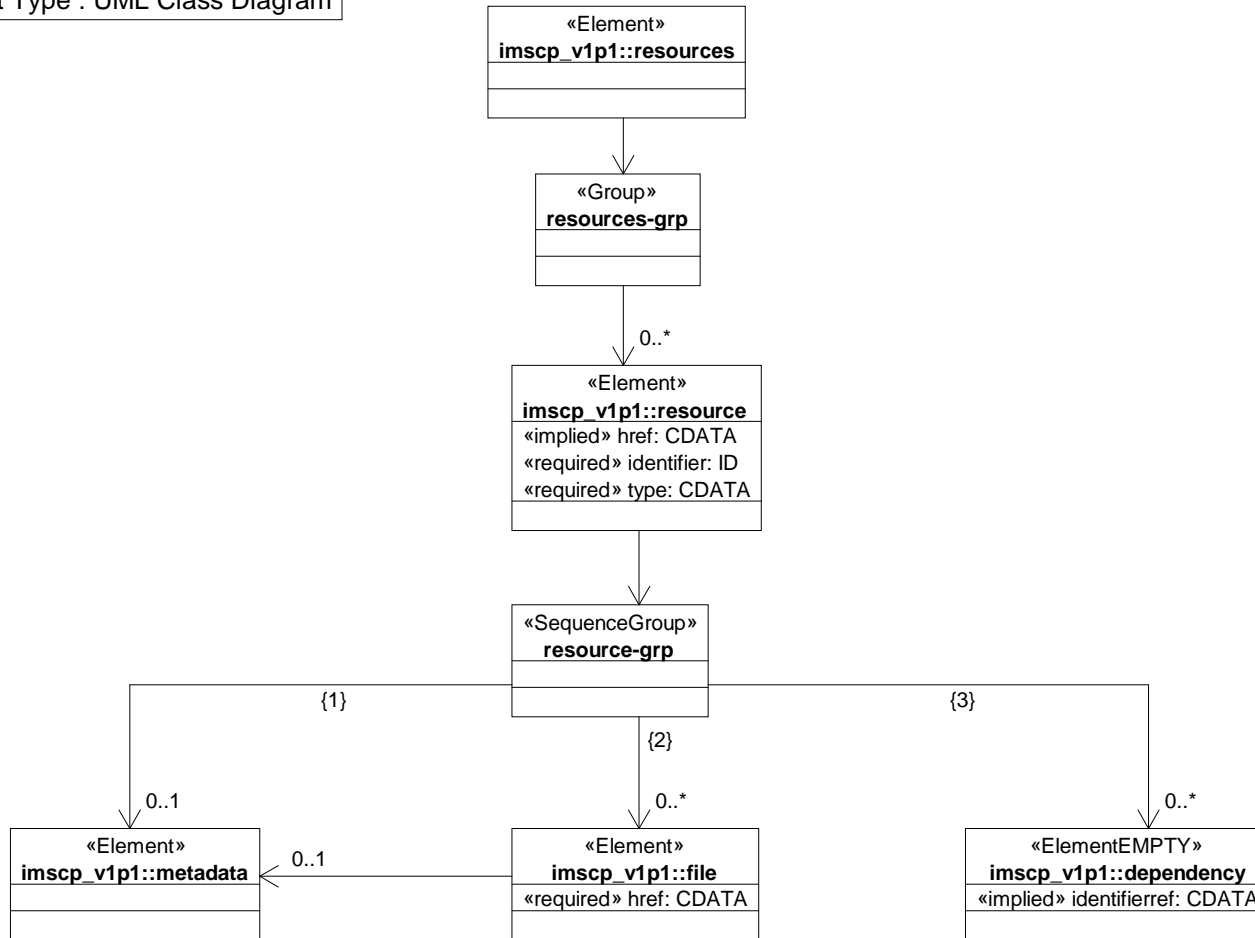 t Type : UML Class Diagram
«Element»
imscp_v1p1::resources
«Group»
resources-grp
0..*
«Element»
imscp_v1p1::resource
«implied» href: CDATA
«required» identifier: ID
«required» type: CDATA
«SequenceGroup»
resource-grp
{1}
{3}
{2}
0..1
0..*
0..*
«Element»
imscp_v1p1::metadata
0..1
«Element»
imscp_v1p1::file
«required» href: CDATA
«ElementEMPTY»
imscp_v1p1::dependency
«implied» identifierref: CDATA